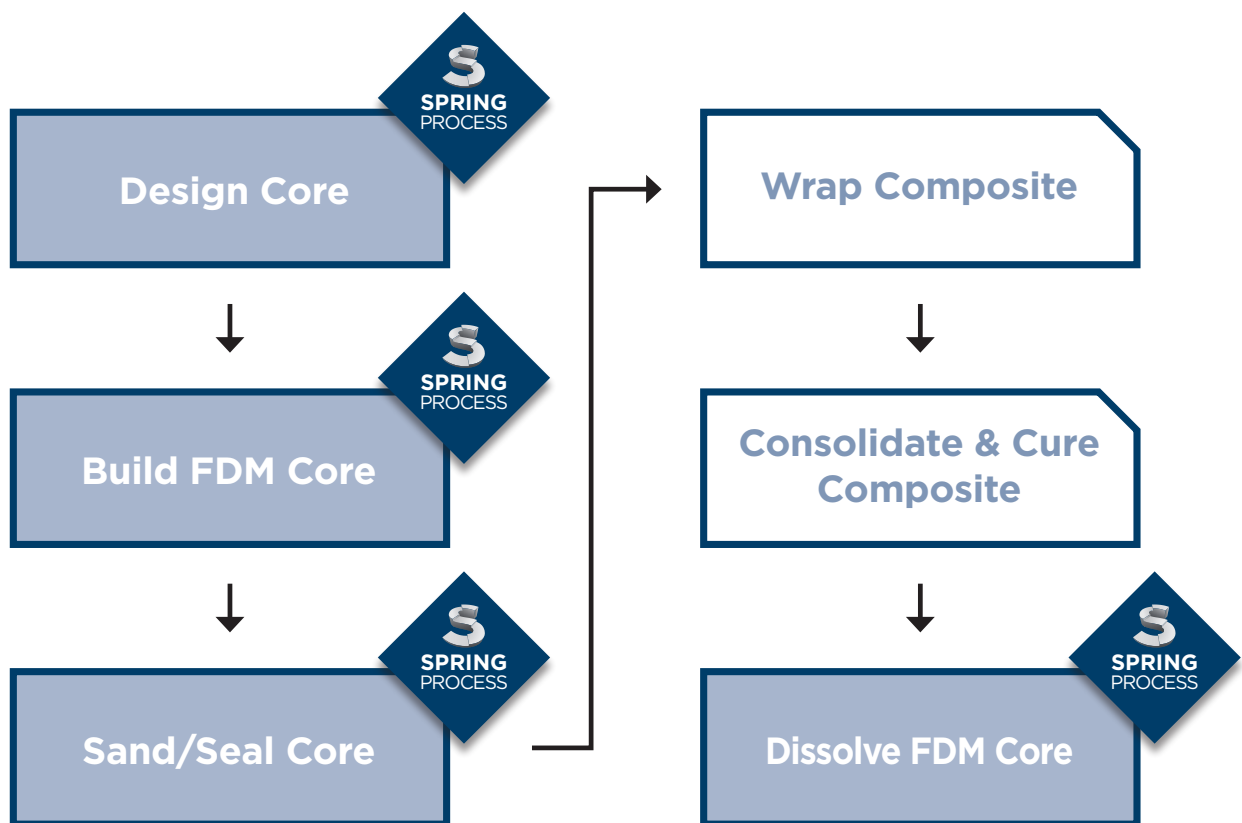 SPRING
PROCESS
Design Core
SPRING
PROCESS
Build FDM Core
SPRING
PROCESS
Sand/Seal Core
Wrap Composite
Consolidate & Cure
Composite
SPRING
PROCESS
Dissolve FDM Core